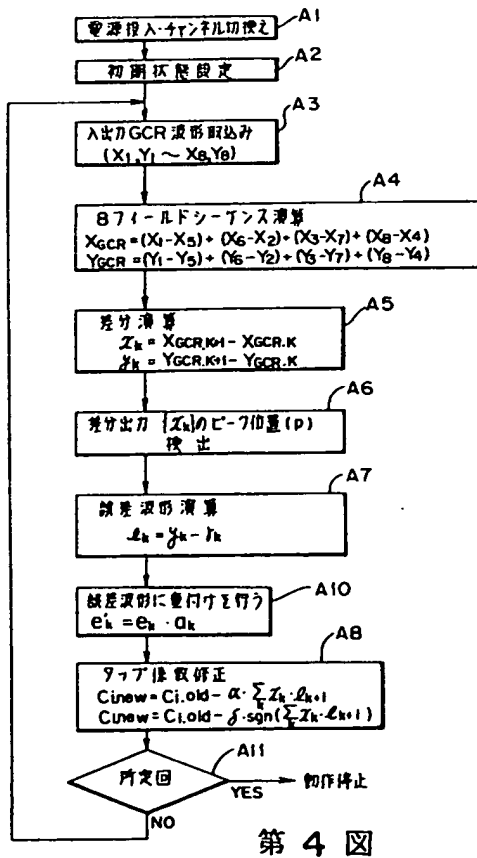 A1
電源投入・チャンネル切換え
A2
初期状態設定
A3
入出力GCR波形取込み
(X1,Y1 ~ X8,Y8)
A4
8フィールドシーケンス演算
XGCR=(X1-X5)+(X6-X2)+(X3-X7)+(X8-X4)
YGCR=(Y1-Y5)+(Y6-Y2)+(Y3-Y7)+(Y8-Y4)
A5
差分演算
xk = XGCR,K+1 - XGCR.K
yk = YGCR,K+1 - YGCR.K
A6
差分出力 {xk}のピーク位置(p)
検出
A7
誤差波形演算
ek = yk - rk
A10
誤差波形に重付けを行う
e'k = ek · ak
A8
タップ係数修正
Cinew = Ci.old - α · Σk xk · ek+i
Cinew = Ci.old - δ · sgn(Σk xk · ek+i)
A11
所定回
YES
動作停止
NO
第4図